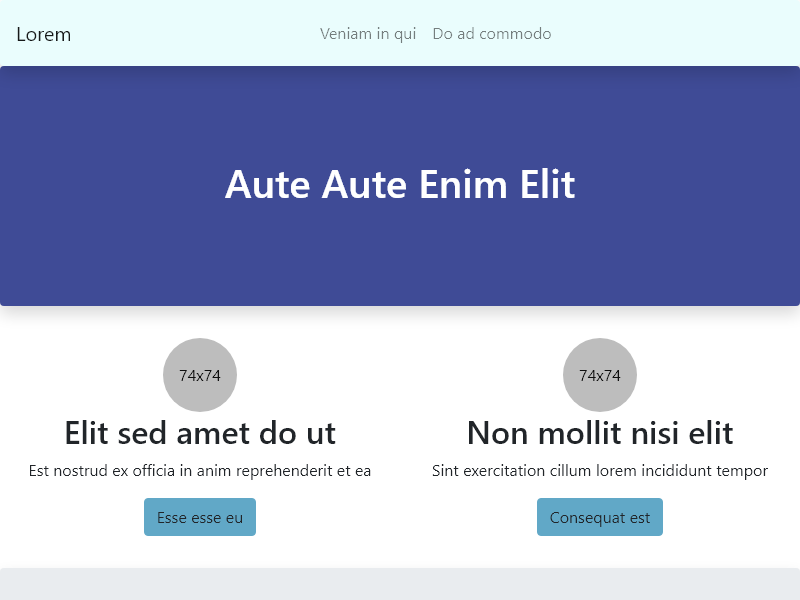 Lorem
Veniam in qui
Do ad commodo
Aute Aute Enim Elit
74x74
Elit sed amet do ut
Est nostrud ex officia in anim reprehenderit et ea
Esse esse eu
74x74
Non mollit nisi elit
Sint exercitation cillum lorem incididunt tempor
Consequat est